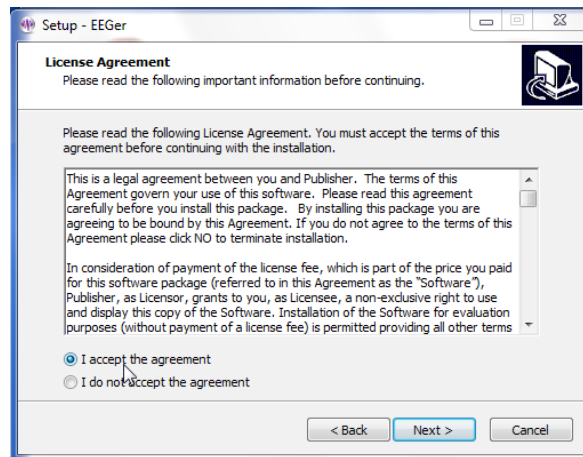 Setup - EEGer
License Agreement
Please read the following important information before continuing.
Please read the following License Agreement. You must accept the terms of this
agreement before continuing with the installation.
This is a legal agreement between you and Publisher. The terms of this
Agreement govern your use of this software. Please read this agreement
carefully before you install this package. By installing this package you are
agreeing to be bound by this Agreement. If you do not agree to the terms of this
Agreement please click NO to terminate installation.
In consideration of payment of the license fee, which is part of the price you paid
for this software package (referred to in this Agreement as the "Software"),
Publisher, as Licensor, grants to you, as Licensee, a non-exclusive right to use
and display this copy of the Software. Installation of the Software for evaluation
purposes (without payment of a license fee) is permitted providing all other terms
I accept the agreement
I do not accept the agreement
< Back
Next >
Cancel